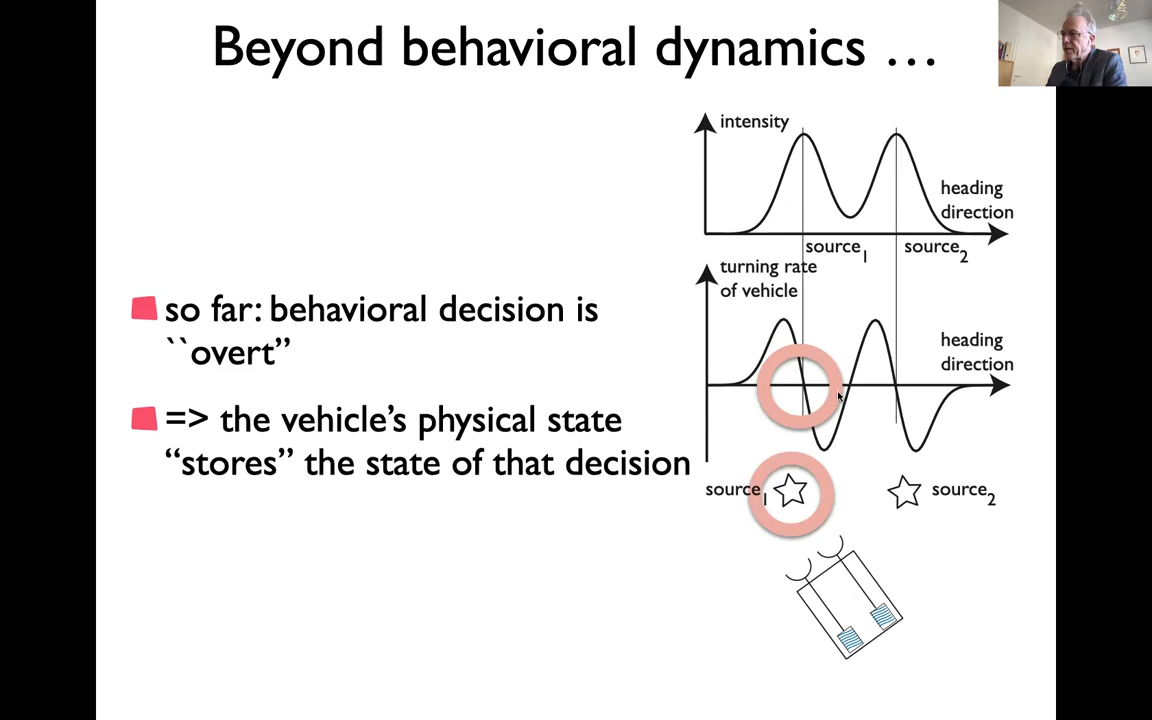 Beyond behavioral dynamics …
so far: behavioral decision is
``overt”
=> the vehicle’s physical state
“stores” the state of that decision
intensity
heading
direction
source1
source2
turning rate
of vehicle
heading
direction
source1
source2